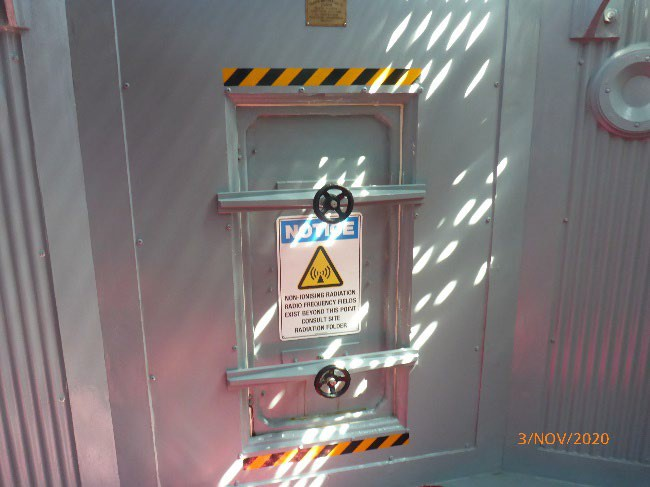 NOTICE
NON-IONISING RADIATION
RADIO FREQUENCY FIELDS
EXIST BEYOND THIS POINT
CONSULT SITE
RADIATION FOLDER
3/NOV/2020